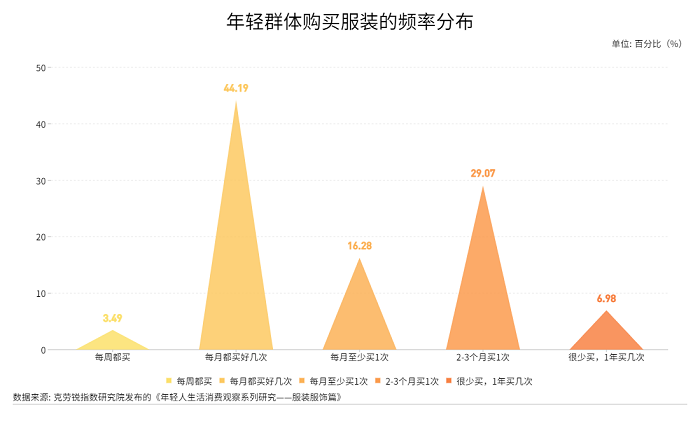 年轻群体购买服装的频率分布
单位: 百分比（%）
50
40
30
20
10
0
3.49
44.19
16.28
29.07
6.98
每周都买
每月都买好几次
每月至少买1次
2-3个月买1次
很少买，1年买几次
每周都买 每月都买好几次 每月至少买1次 2-3个月买1次 很少买，1年买几次
数据来源: 克劳锐指数研究院发布的《年轻人生活消费观察系列研究——服装服饰篇》